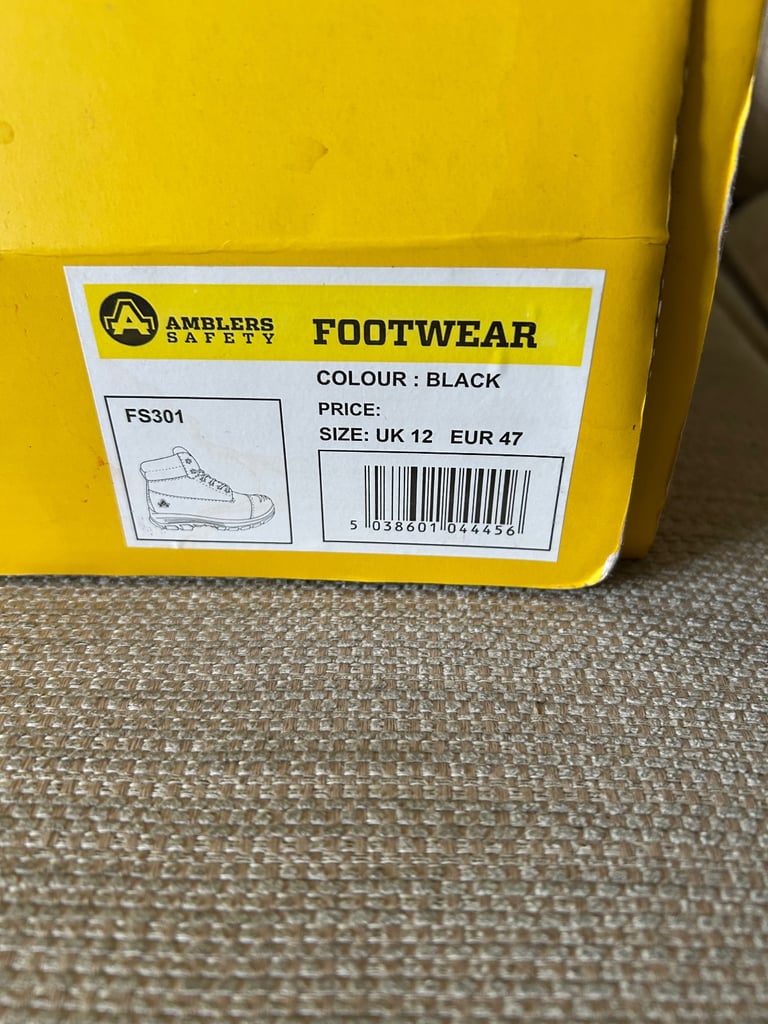 AMBLERS
SAFETY
FOOTWEAR
COLOUR : BLACK
FS301
PRICE:
SIZE: UK 12 EUR 47
5 038601 044456